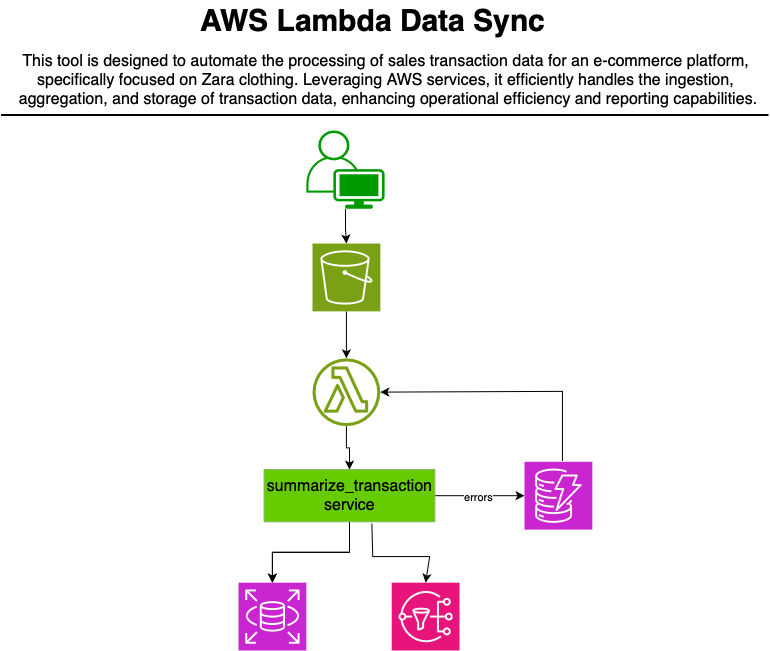 AWS Lambda Data Sync
This tool is designed to automate the processing of sales transaction data for an e-commerce platform,
specifically focused on Zara clothing. Leveraging AWS services, it efficiently handles the ingestion,
aggregation, and storage of transaction data, enhancing operational efficiency and reporting capabilities.
summarize_transaction
service
errors